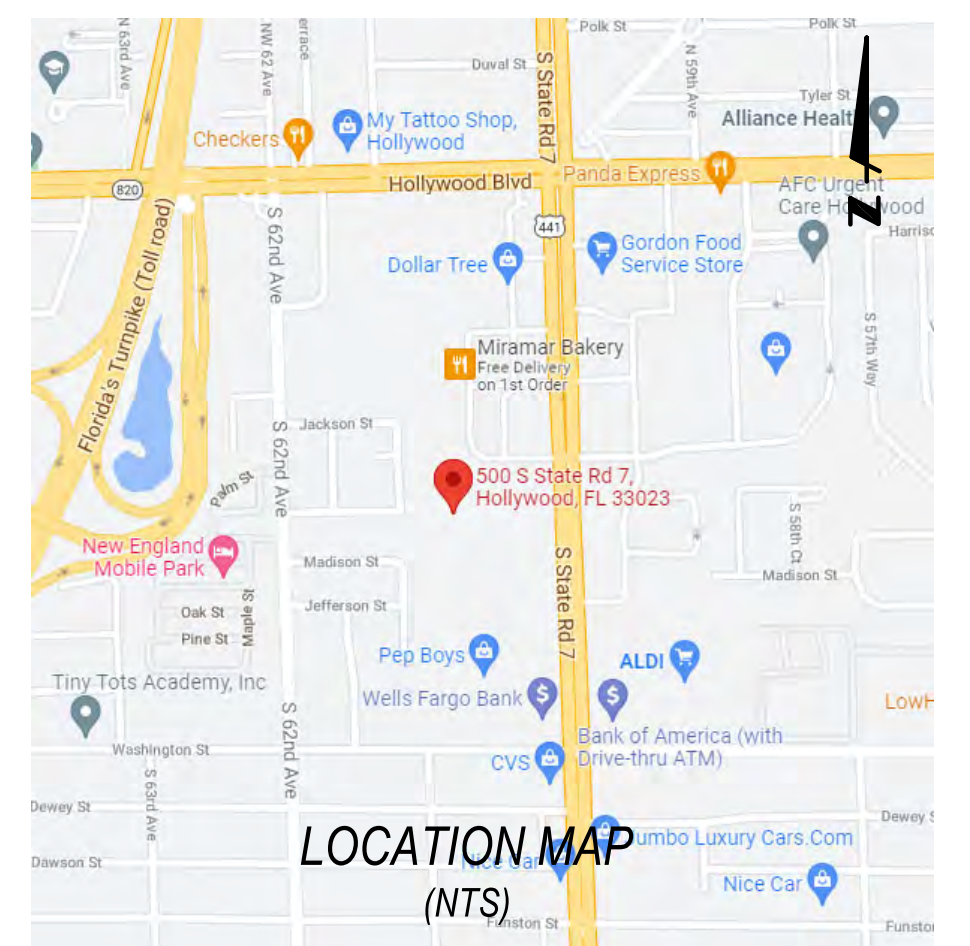 Polk St
Polk St
N 63rd Ave
NW 62 Ave
errace
Duval St
S State Rd 7
N 59th Ave
Tyler St
Alliance Healt
Checkers
My Tattoo Shop,
Hollywood
Panda Express
Hollywood Blvd
820
AFC Urgent
Care Hollywood
N
Harriso
441
S 62nd Ave
Gordon Food
Service Store
Dollar Tree
Florida's Turnpike (Toll road)
S 57th Way
Miramar Bakery
Free Delivery
on 1st Order
Jackson St
S 62nd Ave
500 S State Rd 7,
Hollywood, FL 33023
Palm St
S 58th Ct
New England
Mobile Park
Madison St
Madison St
S State Rd 7
Jefferson St
Oak St
Maple St
Pine St
Pep Boys
ALDI
Tiny Tots Academy, Inc
Wells Fargo Bank
LowH
S 62nd Ave
Bank of America (with
Drive-thru ATM)
Washington St
CVS
S 63rd Ave
Dewey St
Dewey S
LOCATION MAP
Jumbo Luxury Cars.Com
Dawson St
Nice Car
Nice Car
(NTS)
Funston St
Funsto